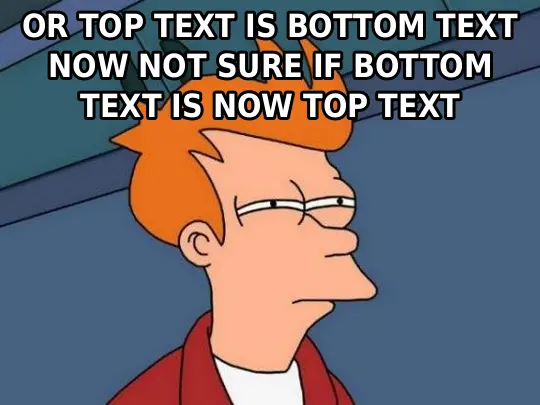 OR TOP TEXT IS BOTTOM TEXT
NOW NOT SURE IF BOTTOM
TEXT IS NOW TOP TEXT